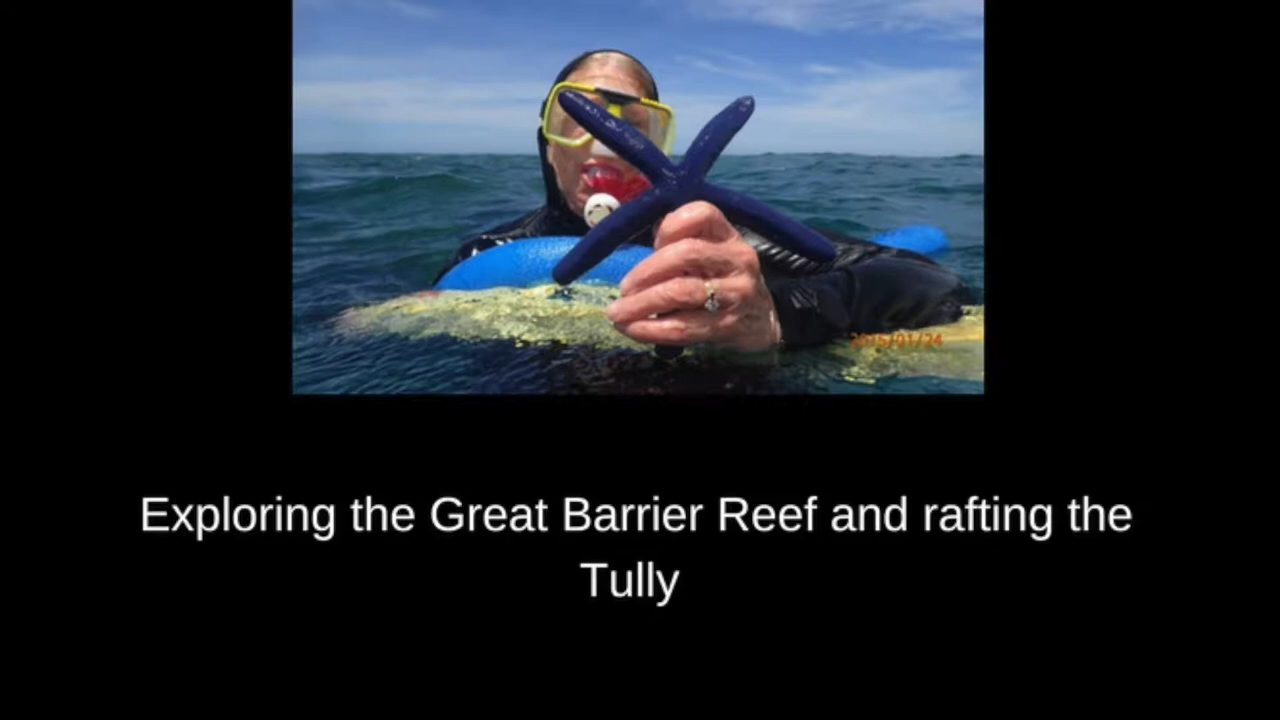 2015/01/24
Exploring the Great Barrier Reef and rafting the
Tully